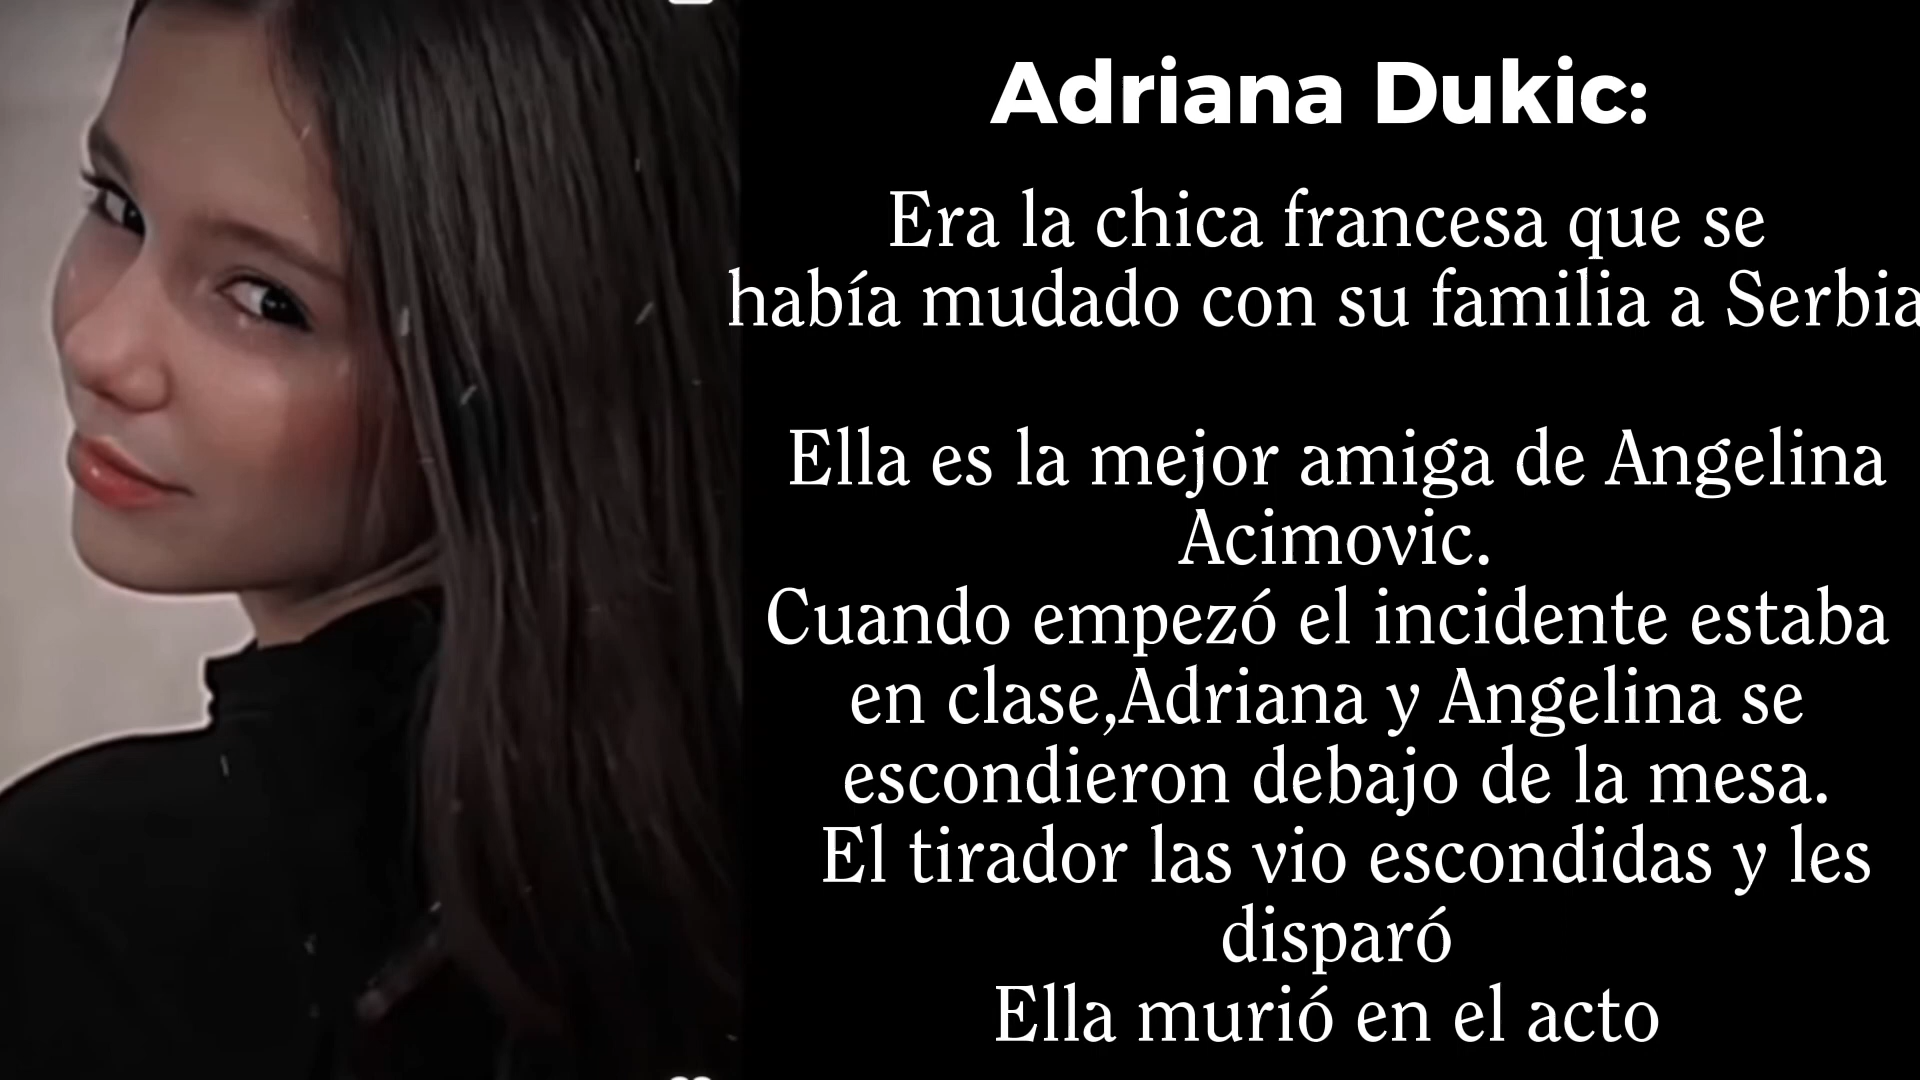 Adriana Dukic:
Era la chica francesa que se
había mudado con su familia a Serbia
Ella es la mejor amiga de Angelina
Acimovic.
Cuando empezó el incidente estaba
en clase,Adriana y Angelina se
escondieron debajo de la mesa.
El tirador las vio escondidas y les
disparó
Ella murió en el acto